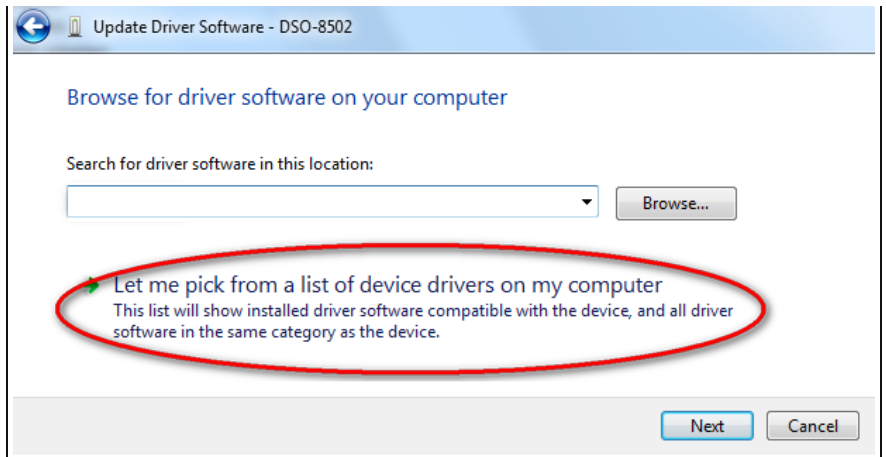 Update Driver Software - DSO-8502
Browse for driver software on your computer
Search for driver software in this location:
Browse...
Let me pick from a list of device drivers on my computer
This list will show installed driver software compatible with the device, and all driver
software in the same category as the device.
Next Cancel